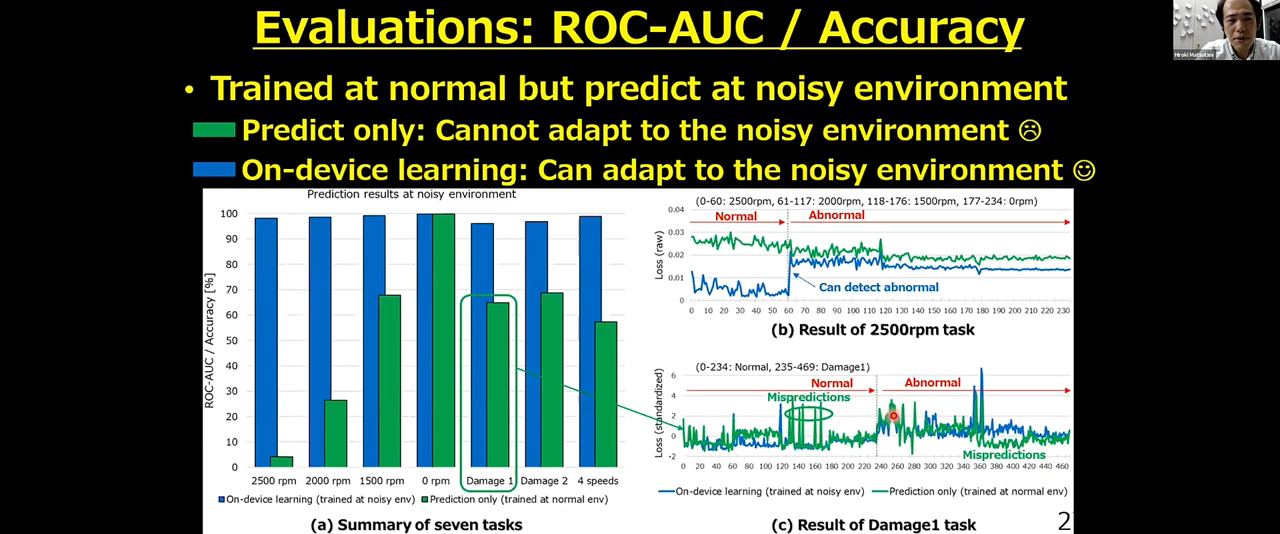 Evaluations: ROC-AUC / Accuracy
Hiroki Matsutani
• Trained at normal but predict at noisy environment
Predict only: Cannot adapt to the noisy environment ☹
On-device learning: Can adapt to the noisy environment ☺
Prediction results at noisy environment
ROC-AUC / Accuracy [%]
100
90
80
70
60
50
40
30
20
10
0
2500 rpm 2000 rpm 1500 rpm 0 rpm Damage 1 Damage 2 4 speeds
On-device learning (trained at noisy env) Prediction only (trained at normal env)
(a) Summary of seven tasks
(0-60: 2500rpm, 61-117: 2000rpm, 118-176: 1500rpm, 177-234: 0rpm)
Normal Abnormal
Loss (raw)
0.04
0.03
0.02
0.01
0
Can detect abnormal
0 10 20 30 40 50 60 70 80 90 100 110 120 130 140 150 160 170 180 190 200 210 220 230
(b) Result of 2500rpm task
(0-234: Normal, 235-469: Damage1)
Normal Abnormal
Mispredictions
Loss (standardized)
6
4
2
0
-2
Mispredictions
0 20 40 60 80 100 120 140 160 180 200 220 240 260 280 300 320 340 360 380 400 420 440 460
On-device learning (trained at noisy env) Prediction only (trained at normal env)
(c) Result of Damage1 task
2